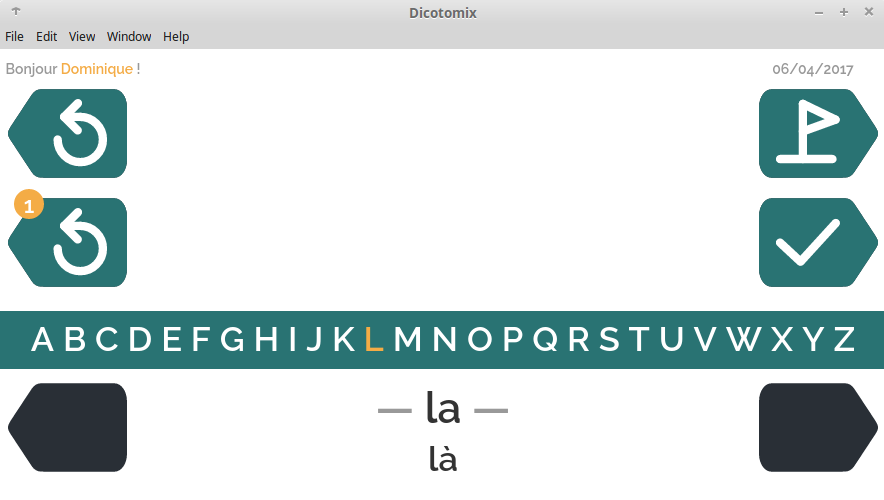 Dicotomix
File Edit View Window Help
Bonjour Dominique !
06/04/2017
1
A B C D E F G H I J K L M N O P Q R S T U V W X Y Z
— la —
là